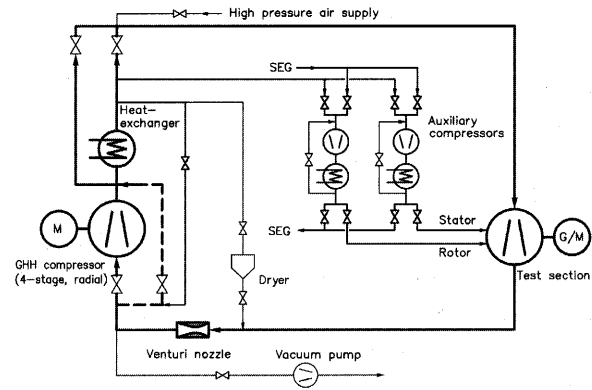 High pressure air supply
SEG
Heat-
exchanger
Auxiliary
compressors
M
SEG
Stator
Rotor
G/M
Test section
GHH compressor
(4-stage, radial)
Dryer
Venturi nozzle
Vacuum pump